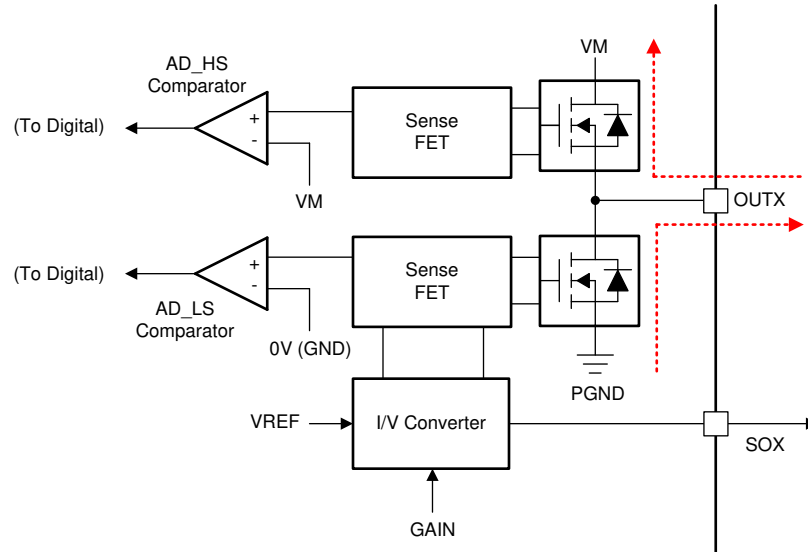 VM
AD_HS
Comparator
(To Digital)
+
-
Sense
FET
VM
OUTX
(To Digital)
+
-
Sense
FET
AD_LS
Comparator
0V (GND)
PGND
VREF
I/V Converter
SOX
GAIN